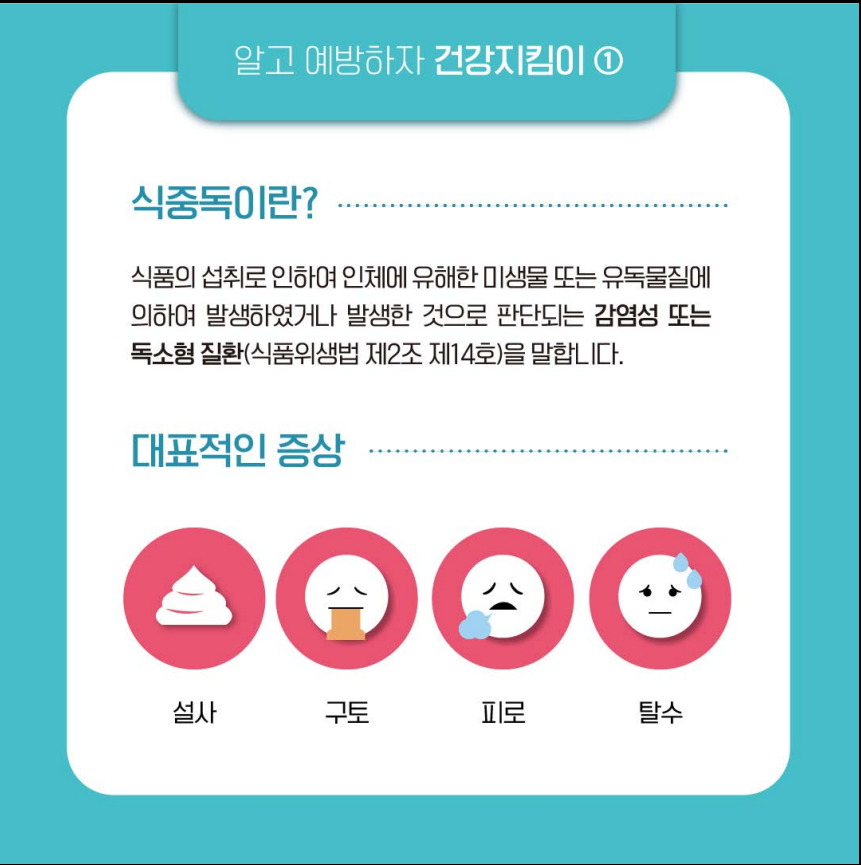 알고 예방하자 건강지킴이 ①
식중독이란?
식품의 섭취로 인하여 인체에 유해한 미생물 또는 유독물질에
의하여 발생하였거나 발생한 것으로 판단되는 감염성 또는
독소형 질환(식품위생법 제2조 제14호)을 말합니다.
대표적인 증상
설사 구토 피로 탈수